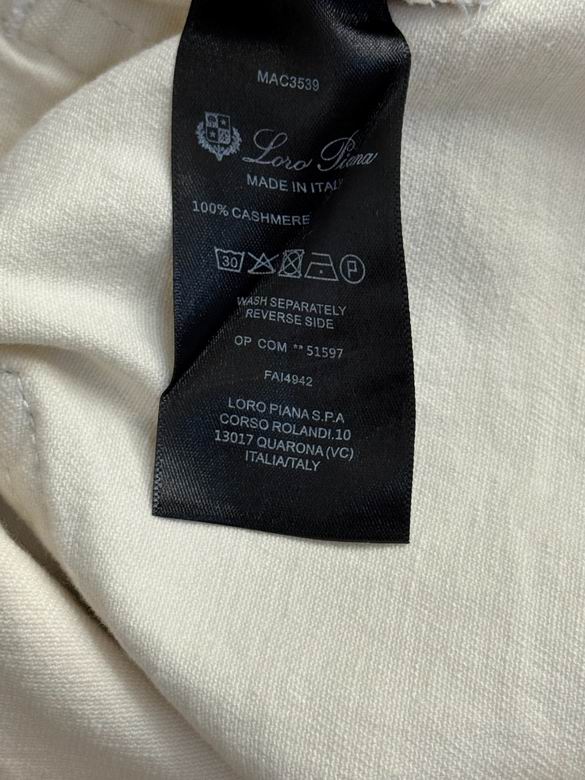 MAC3539
Loro Piana
MADE IN ITALY
100% CASHMERE
30 P
WASH SEPARATELY
REVERSE SIDE
OP COM ** 51597
FAI4942
LORO PIANA S.P.A
CORSO ROLANDI.10
13017 QUARONA (VC)
ITALIA/ITALY